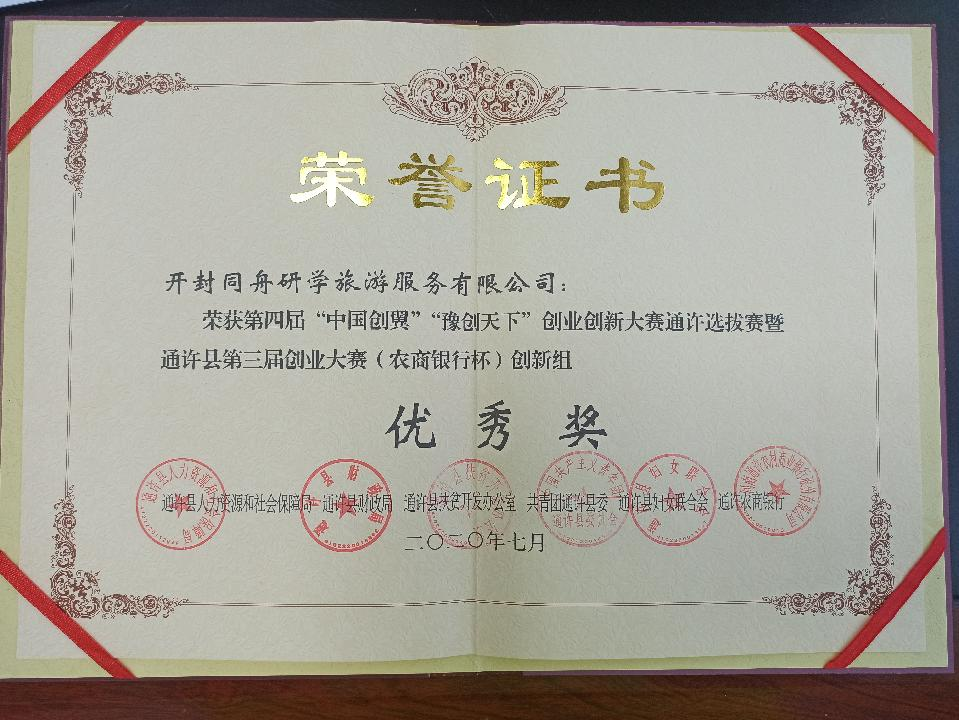 荣誉证书
开封同舟研学旅游服务有限公司：
荣获第四届“中国创翼”“豫创天下”创业创新大赛通许选拔赛暨
通许县第三届创业大赛（农商银行杯）创新组
优秀奖
通许县人力资源和社会保障局 通许县财政局 通许县扶贫开发办公室 共青团通许县委 通许县妇女联合会 通许农商银行
二〇二〇年七月